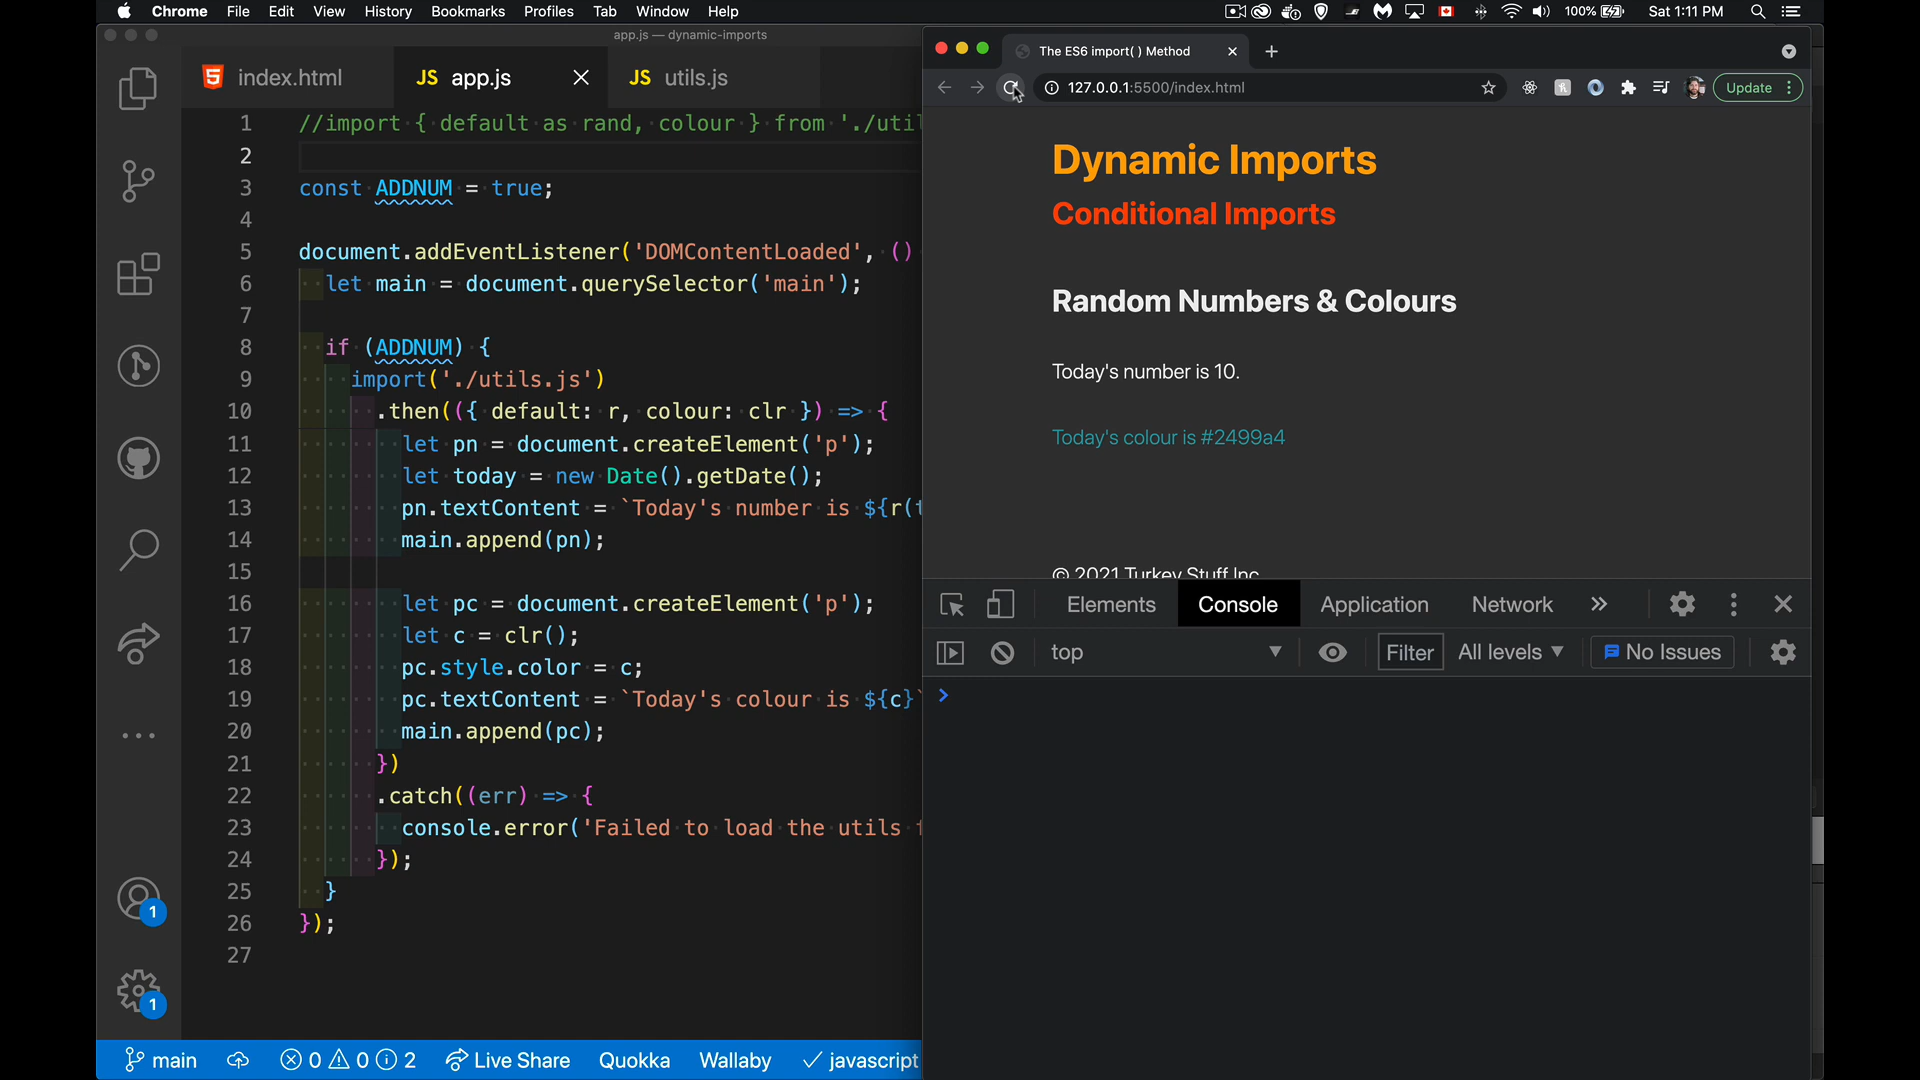 Chrome File Edit View History Bookmarks Profiles Tab Window Help
100% Sat 1:11 PM
app.js — dynamic-imports
index.html
JS app.js
JS utils.js
1 //import { default as rand, colour } from './util
2
3 const ADDNUM = true;
4
5 document.addEventListener('DOMContentLoaded', ()
6 let main = document.querySelector('main');
7
8 if (ADDNUM) {
9 import('./utils.js')
10 .then(({ default: r, colour: clr }) => {
11 let pn = document.createElement('p');
12 let today = new Date().getDate();
13 pn.textContent = `Today's number is ${r(t
14 main.append(pn);
15
16 let pc = document.createElement('p');
17 let c = clr();
18 pc.style.color = c;
19 pc.textContent = `Today's colour is ${c}`
20 main.append(pc);
21 })
22 .catch((err) => {
23 console.error('Failed to load the utils f
24 });
25 }
26 });
27
1
1
main 0 0 2 Live Share Quokka Wallaby javascript
The ES6 import( ) Method
127.0.0.1:5500/index.html
Update
Dynamic Imports
Conditional Imports
Random Numbers & Colours
Today's number is 10.
Today's colour is #2499a4
© 2021 Turkey Stuff Inc
Elements Console Application Network
top Filter All levels No Issues